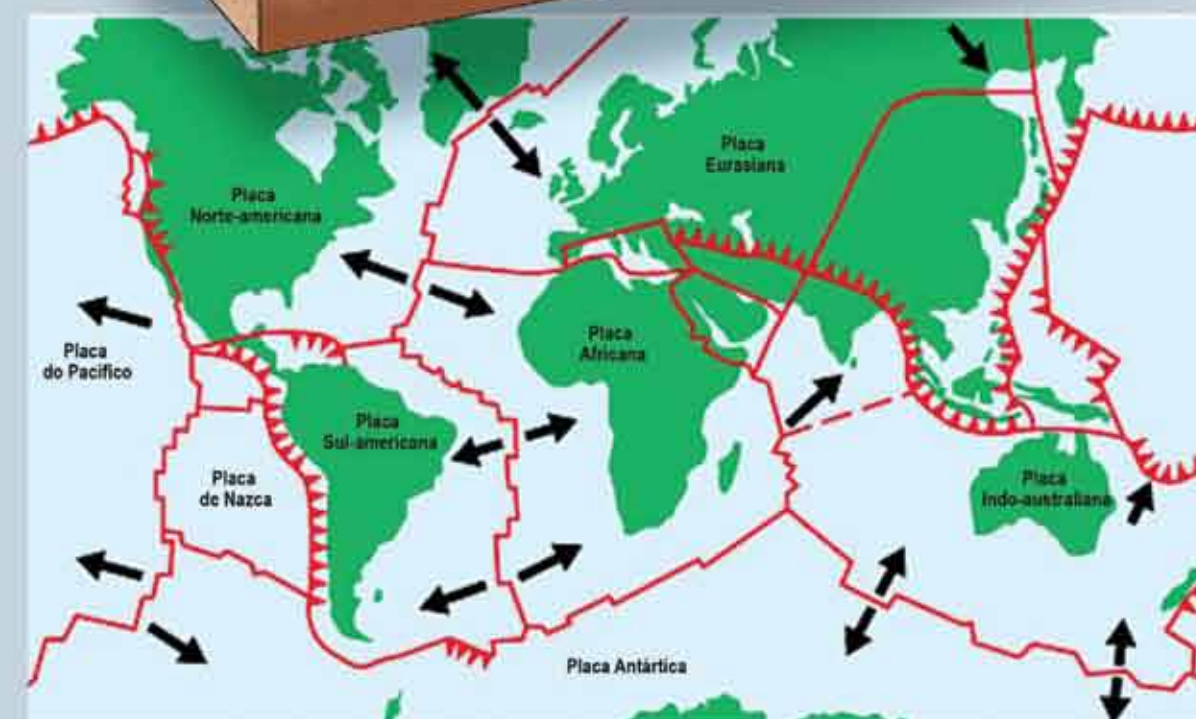 Placa
Norte-americana
Placa
Eurasiana
Placa
do Pacífico
Placa
Africana
Placa
Sul-americana
Placa
de Nazca
Placa
Indo-australiana
Placa Antártica